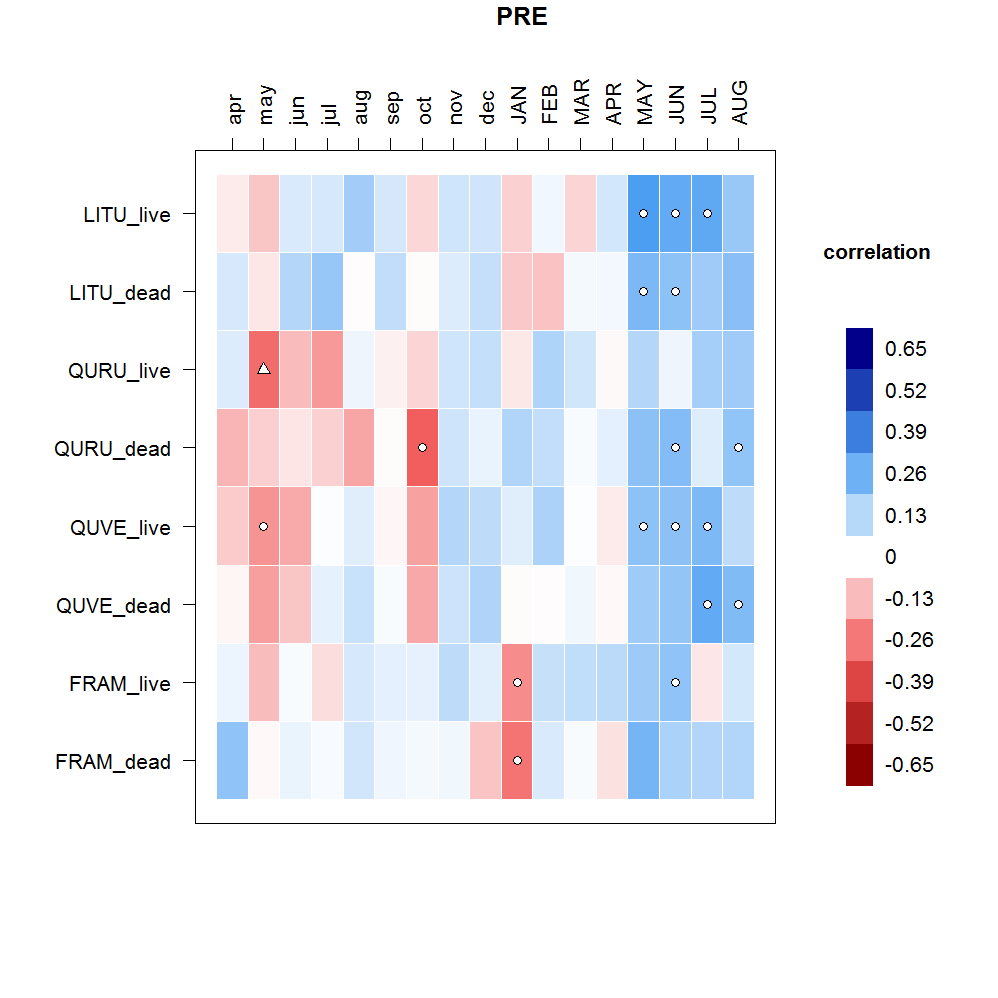 PRE
apr may jun jul aug sep oct nov dec JAN FEB MAR APR MAY JUN JUL AUG
LITU_live
LITU_dead
QURU_live
QURU_dead
QUVE_live
QUVE_dead
FRAM_live
FRAM_dead
correlation
0.65
0.52
0.39
0.26
0.13
0
-0.13
-0.26
-0.39
-0.52
-0.65